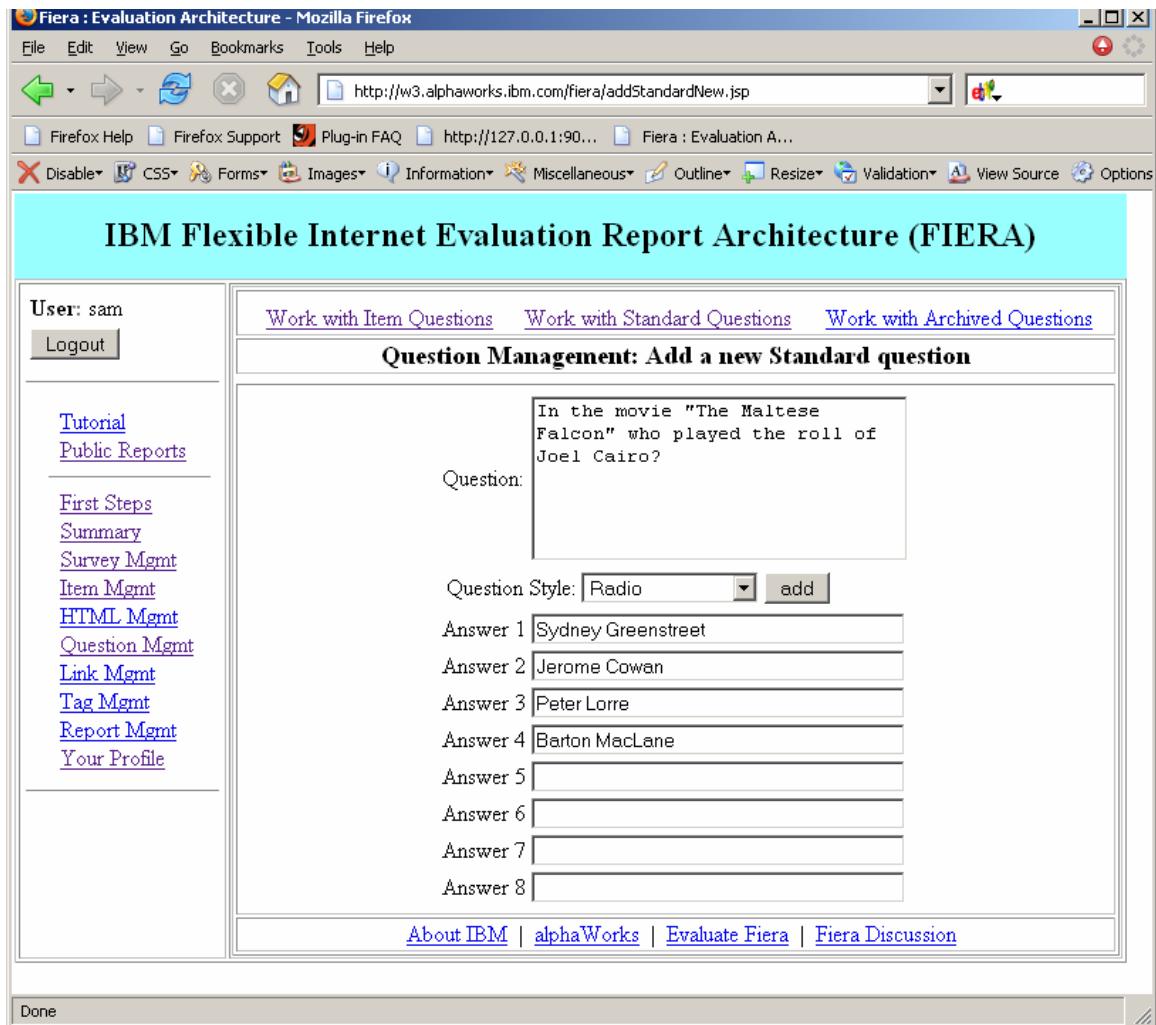 Fiera : Evaluation Architecture - Mozilla Firefox
File Edit View Go Bookmarks Tools Help
http://w3.alphaworks.ibm.com/fiera/addStandardNew.jsp
Firefox Help Firefox Support Plug-in FAQ http://127.0.0.1:90... Fiera : Evaluation A...
Disable CSS Forms Images Information Miscellaneous Outline Resize Validation View Source Options
IBM Flexible Internet Evaluation Report Architecture (FIERA)
User: sam
Logout
Tutorial
Public Reports
First Steps
Summary
Survey Mgmt
Item Mgmt
HTML Mgmt
Question Mgmt
Link Mgmt
Tag Mgmt
Report Mgmt
Your Profile
Work with Item Questions Work with Standard Questions Work with Archived Questions
Question Management: Add a new Standard question
Question:
In the movie "The Maltese
Falcon" who played the roll of
Joel Cairo?
Question Style: Radio add
Answer 1 Sydney Greenstreet
Answer 2 Jerome Cowan
Answer 3 Peter Lorre
Answer 4 Barton MacLane
Answer 5
Answer 6
Answer 7
Answer 8
About IBM | alphaWorks | Evaluate Fiera | Fiera Discussion
Done